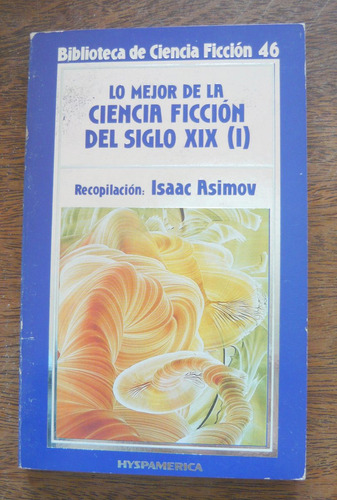 Biblioteca de Ciencia Ficción 46
LO MEJOR DE LA
CIENCIA FICCIÓN
DEL SIGLO XIX (I)
Recopilación: Isaac Asimov
HYSPAMERICA